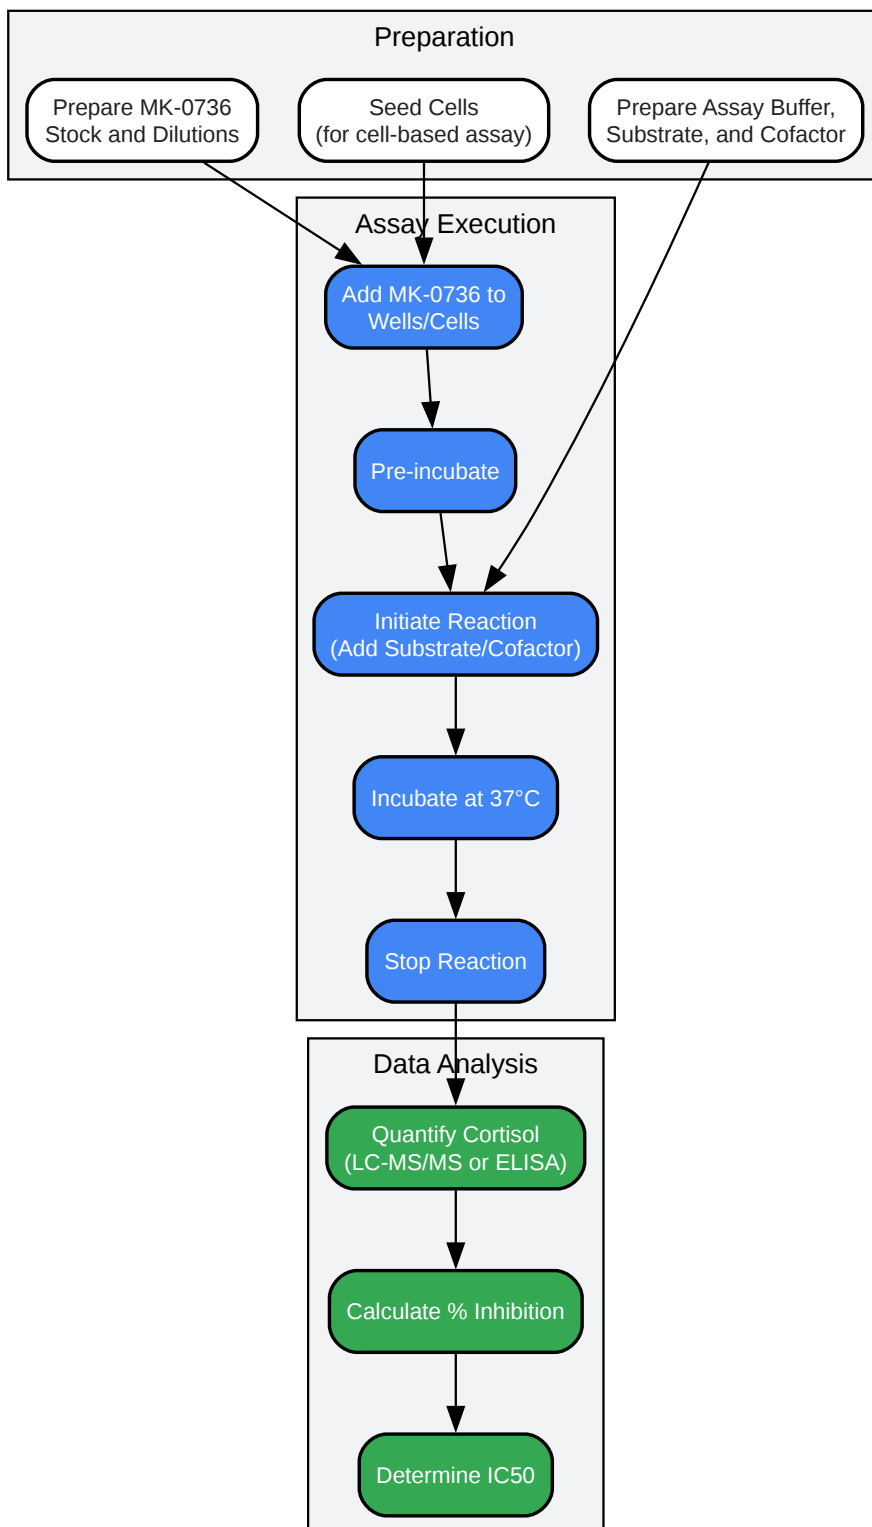 Preparation
Prepare MK-0736
Stock and Dilutions
Seed Cells
(for cell-based assay)
Prepare Assay Buffer,
Substrate, and Cofactor
Assay Execution
Add MK-0736 to
Wells/Cells
Pre-incubate
Initiate Reaction
(Add Substrate/Cofactor)
Incubate at 37°C
Stop Reaction
Data Analysis
Quantify Cortisol
(LC-MS/MS or ELISA)
Calculate % Inhibition
Determine IC50